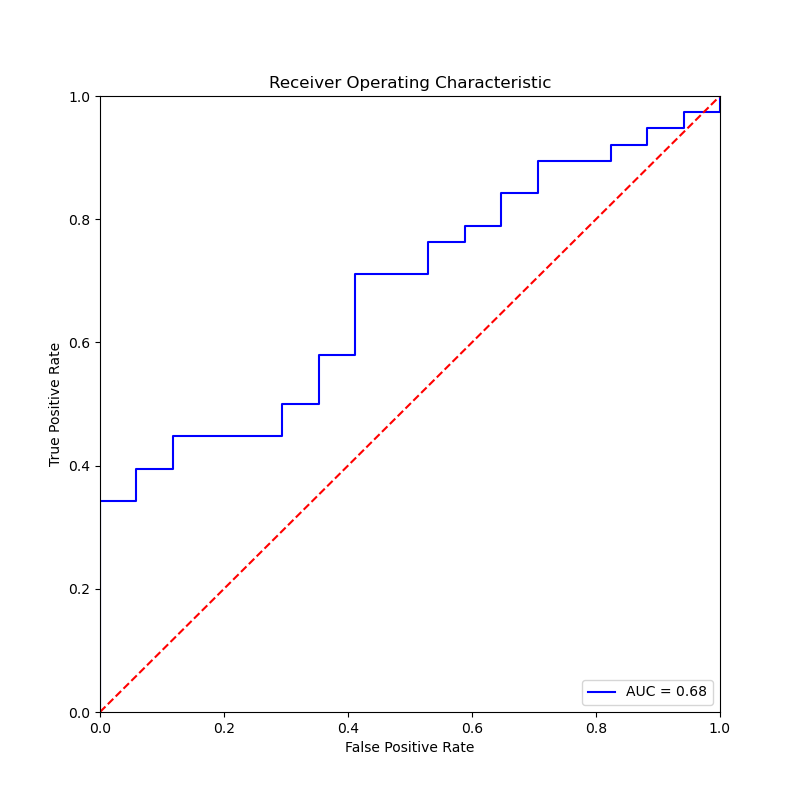 Receiver Operating Characteristic
1.0
0.8
0.6
0.4
0.2
0.0
True Positive Rate
AUC = 0.68
0.0 0.2 0.4 0.6 0.8 1.0
False Positive Rate